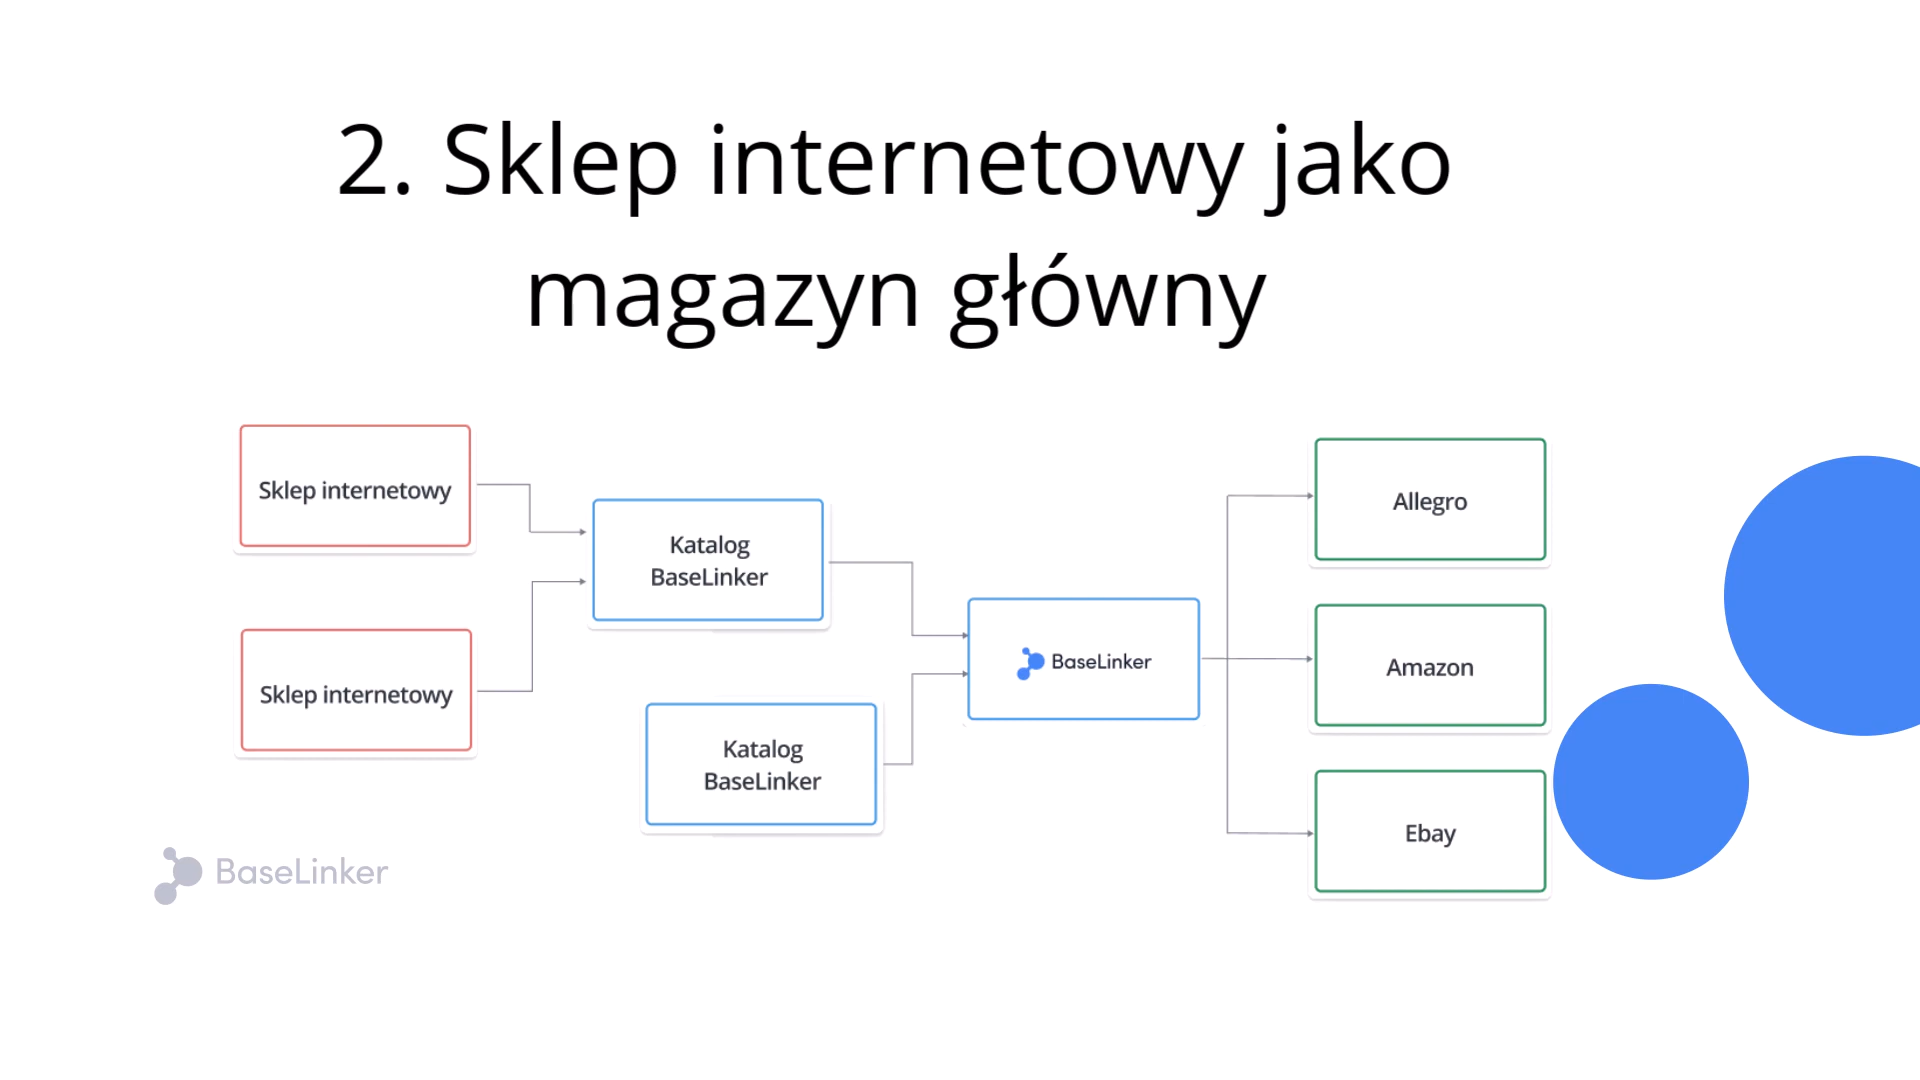 2. Sklep internetowy jako
magazyn główny
Sklep internetowy
Sklep internetowy
Katalog
BaseLinker
Katalog
BaseLinker
BaseLinker
Allegro
Amazon
Ebay
BaseLinker